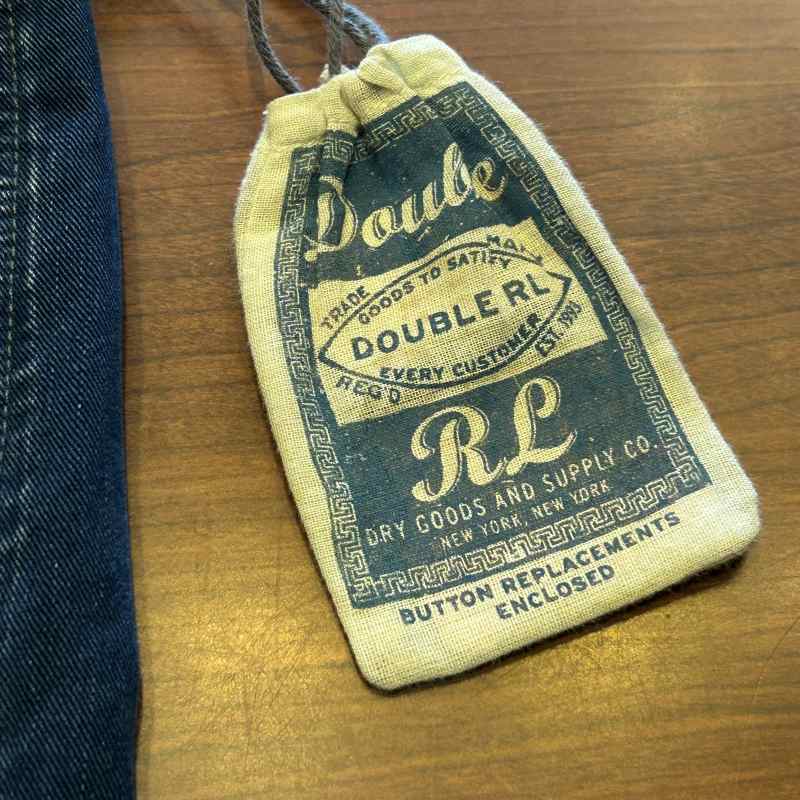 Double
TRADE MARK
GOODS TO SATIFY
DOUBLE RL
EVERY CUSTOMER
REG'D EST. 1993
RL
DRY GOODS AND SUPPLY CO.
NEW YORK, NEW YORK
BUTTON REPLACEMENTS
ENCLOSED